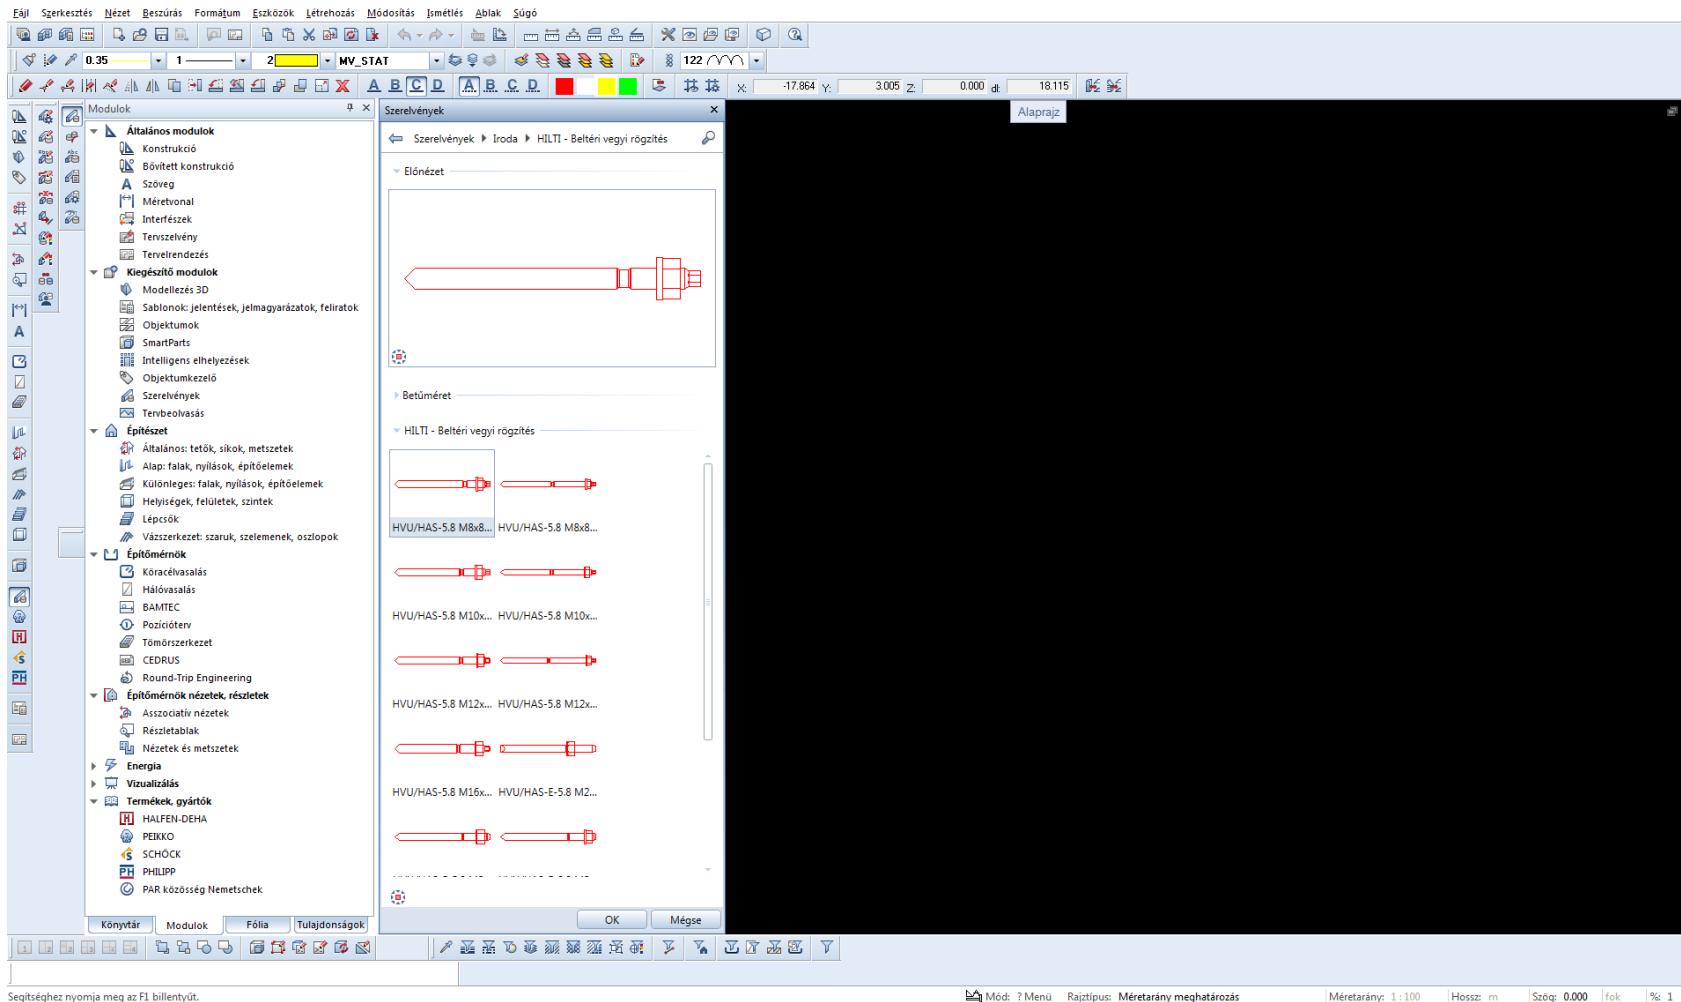 Fájl Szerkesztés Nézet Beszúrás Formátum Eszközök Létrehozás Módosítás Ismétlés Ablak Súgó
0.35 1 2 MV_STAT 122
A B C D A B C D X: -17.864 Y: 3.005 Z: 0.000 dl: 18.115
Modulok
Szerelvények
Alaprajz
Általános modulok
Konstrukció
Bővített konstrukció
Szöveg
Méretvonal
Interfészek
Tervszelvény
Tervelrendezés
Kiegészítő modulok
Modellezés 3D
Sablonok: jelentések, jelmagyarázatok, feliratok
Objektumok
SmartParts
Intelligens elhelyezések
Objektumkezelő
Szerelvények
Tervbeolvasás
Építészet
Általános: tetők, síkok, metszetek
Alap: falak, nyílások, építőelemek
Különleges: falak, nyílások, építőelemek
Helyiségek, felületek, szintek
Lépcsők
Vázszerkezet: szaruk, szelemenek, oszlopok
Építőmérnök
Köracélvasalás
Hálóvasalás
BAMTEC
Pozícióterv
Tömörszerkezet
CEDRUS
Round-Trip Engineering
Építőmérnök nézetek, részletek
Asszociatív nézetek
Részletablak
Nézetek és metszetek
Energia
Vizualizálás
Termékek, gyártók
HALFEN-DEHA
PEIKKO
SCHÖCK
PHILIPP
PAR közösség Nemetschek
Könyvtár Modulok Fólia Tulajdonságok
Szerelvények Iroda HILTI - Beltéri vegyi rögzítés
Előnézet
Betűméret
HILTI - Beltéri vegyi rögzítés
HVU/HAS-5.8 M8x8... HVU/HAS-5.8 M8x8...
HVU/HAS-5.8 M10x... HVU/HAS-5.8 M10x...
HVU/HAS-5.8 M12x... HVU/HAS-5.8 M12x...
HVU/HAS-5.8 M16x... HVU/HAS-E-5.8 M2...
OK Mégse
Segítséghez nyomja meg az F1 billentyűt.
Mód: ? Menü Rajztípus: Méretarány meghatározás Méretarány: 1 : 100 Hossz: m Szög: 0.000 fok %: 1